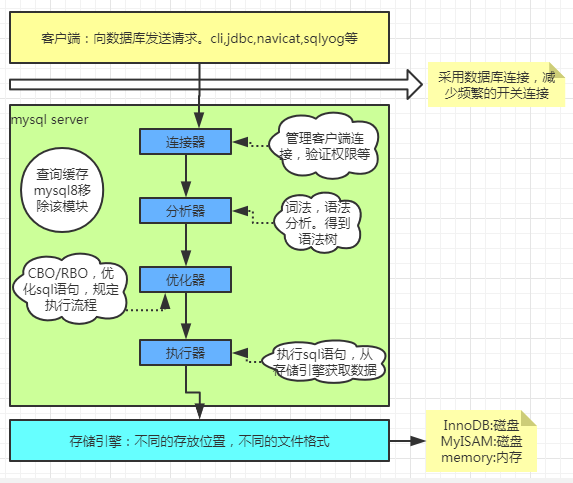 客户端：向数据库发送请求。cli,jdbc,navicat,sqlyog等
采用数据库连接，减
少频繁的开关连接
mysql server
连接器
管理客户端连
接，验证权限等
查询缓存
mysql8移
除该模块
分析器
词法，语法
分析。得到
语法树
CBO/RBO，优
化sql语句，规定
执行流程
优化器
执行器
执行sql语句，从
存储引擎获取数据
存储引擎：不同的存放位置，不同的文件格式
InnoDB:磁盘
MyISAM:磁盘
memory:内存